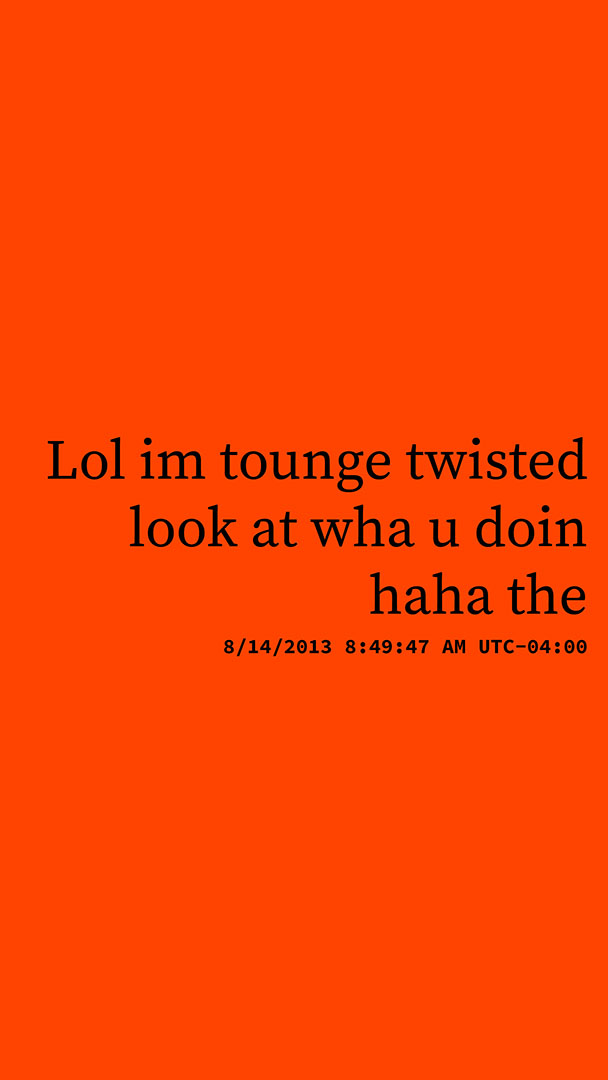 Lol im tounge twisted
look at wha u doin
haha the
8/14/2013 8:49:47 AM UTC-04:00